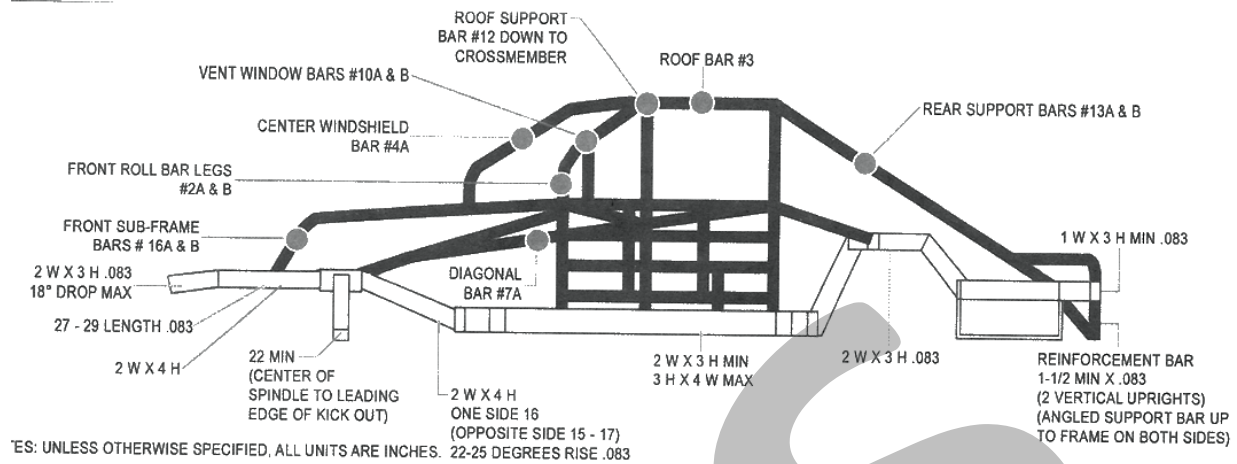 ROOF SUPPORT
BAR #12 DOWN TO
CROSSMEMBER
ROOF BAR #3
VENT WINDOW BARS #10A & B
REAR SUPPORT BARS #13A & B
CENTER WINDSHIELD
BAR #4A
FRONT ROLL BAR LEGS
#2A & B
FRONT SUB-FRAME
BARS # 16A & B
1 W X 3 H MIN .083
2 W X 3 H .083
18° DROP MAX
DIAGONAL
BAR #7A
27 - 29 LENGTH .083
2 W X 4 H
22 MIN
(CENTER OF
SPINDLE TO LEADING
EDGE OF KICK OUT)
2 W X 4 H
ONE SIDE 16
(OPPOSITE SIDE 15 - 17)
22-25 DEGREES RISE .083
2 W X 3 H MIN
3 H X 4 W MAX
2 W X 3 H .083
REINFORCEMENT BAR
1-1/2 MIN X .083
(2 VERTICAL UPRIGHTS)
(ANGLED SUPPORT BAR UP
TO FRAME ON BOTH SIDES)
ES: UNLESS OTHERWISE SPECIFIED, ALL UNITS ARE INCHES.